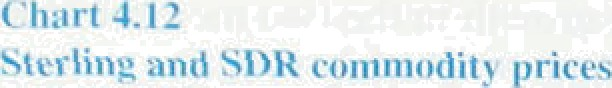 Chart 4.12
Sterling and SDR commodity prices